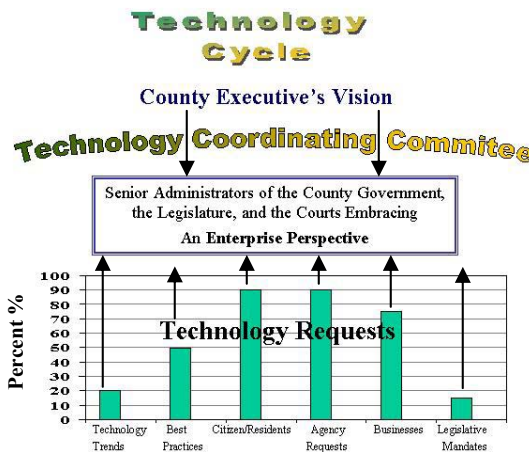 Technology
Cycle
County Executive's Vision
Technology Coordinating Commitee
Senior Administrators of the County Government,
the Legislature, and the Courts Embracing
An Enterprise Perspective
Technology Requests
Percent %
100
90
80
70
60
50
40
30
20
10
0
Technology
Trends
Best
Practices
Citizen/Residents
Agency
Requests
Businesses
Legislative
Mandates